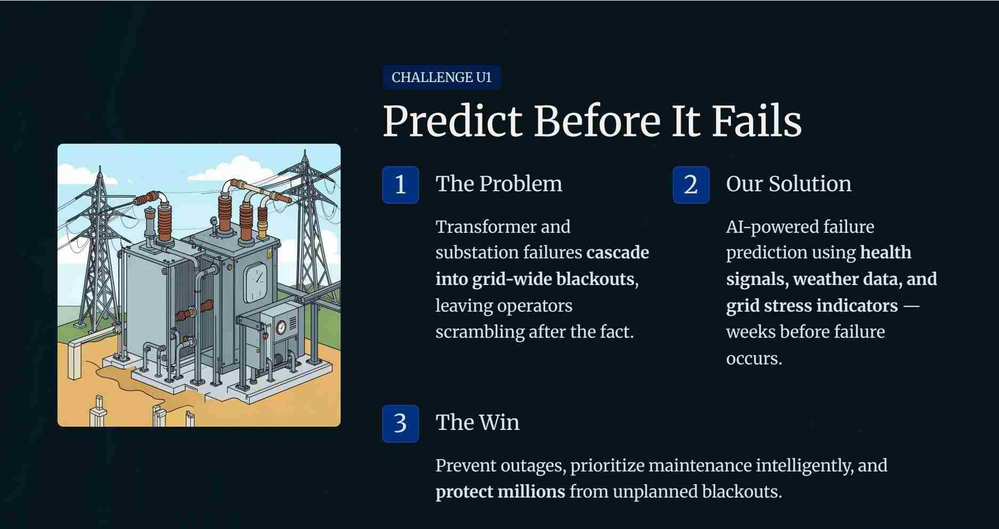 CHALLENGE U1
Predict Before It Fails
1
The Problem
Transformer and
substation failures cascade
into grid-wide blackouts,
leaving operators
scrambling after the fact.
2
Our Solution
AI-powered failure
prediction using health
signals, weather data, and
grid stress indicators —
weeks before failure
occurs.
3
The Win
Prevent outages, prioritize maintenance intelligently, and
protect millions from unplanned blackouts.